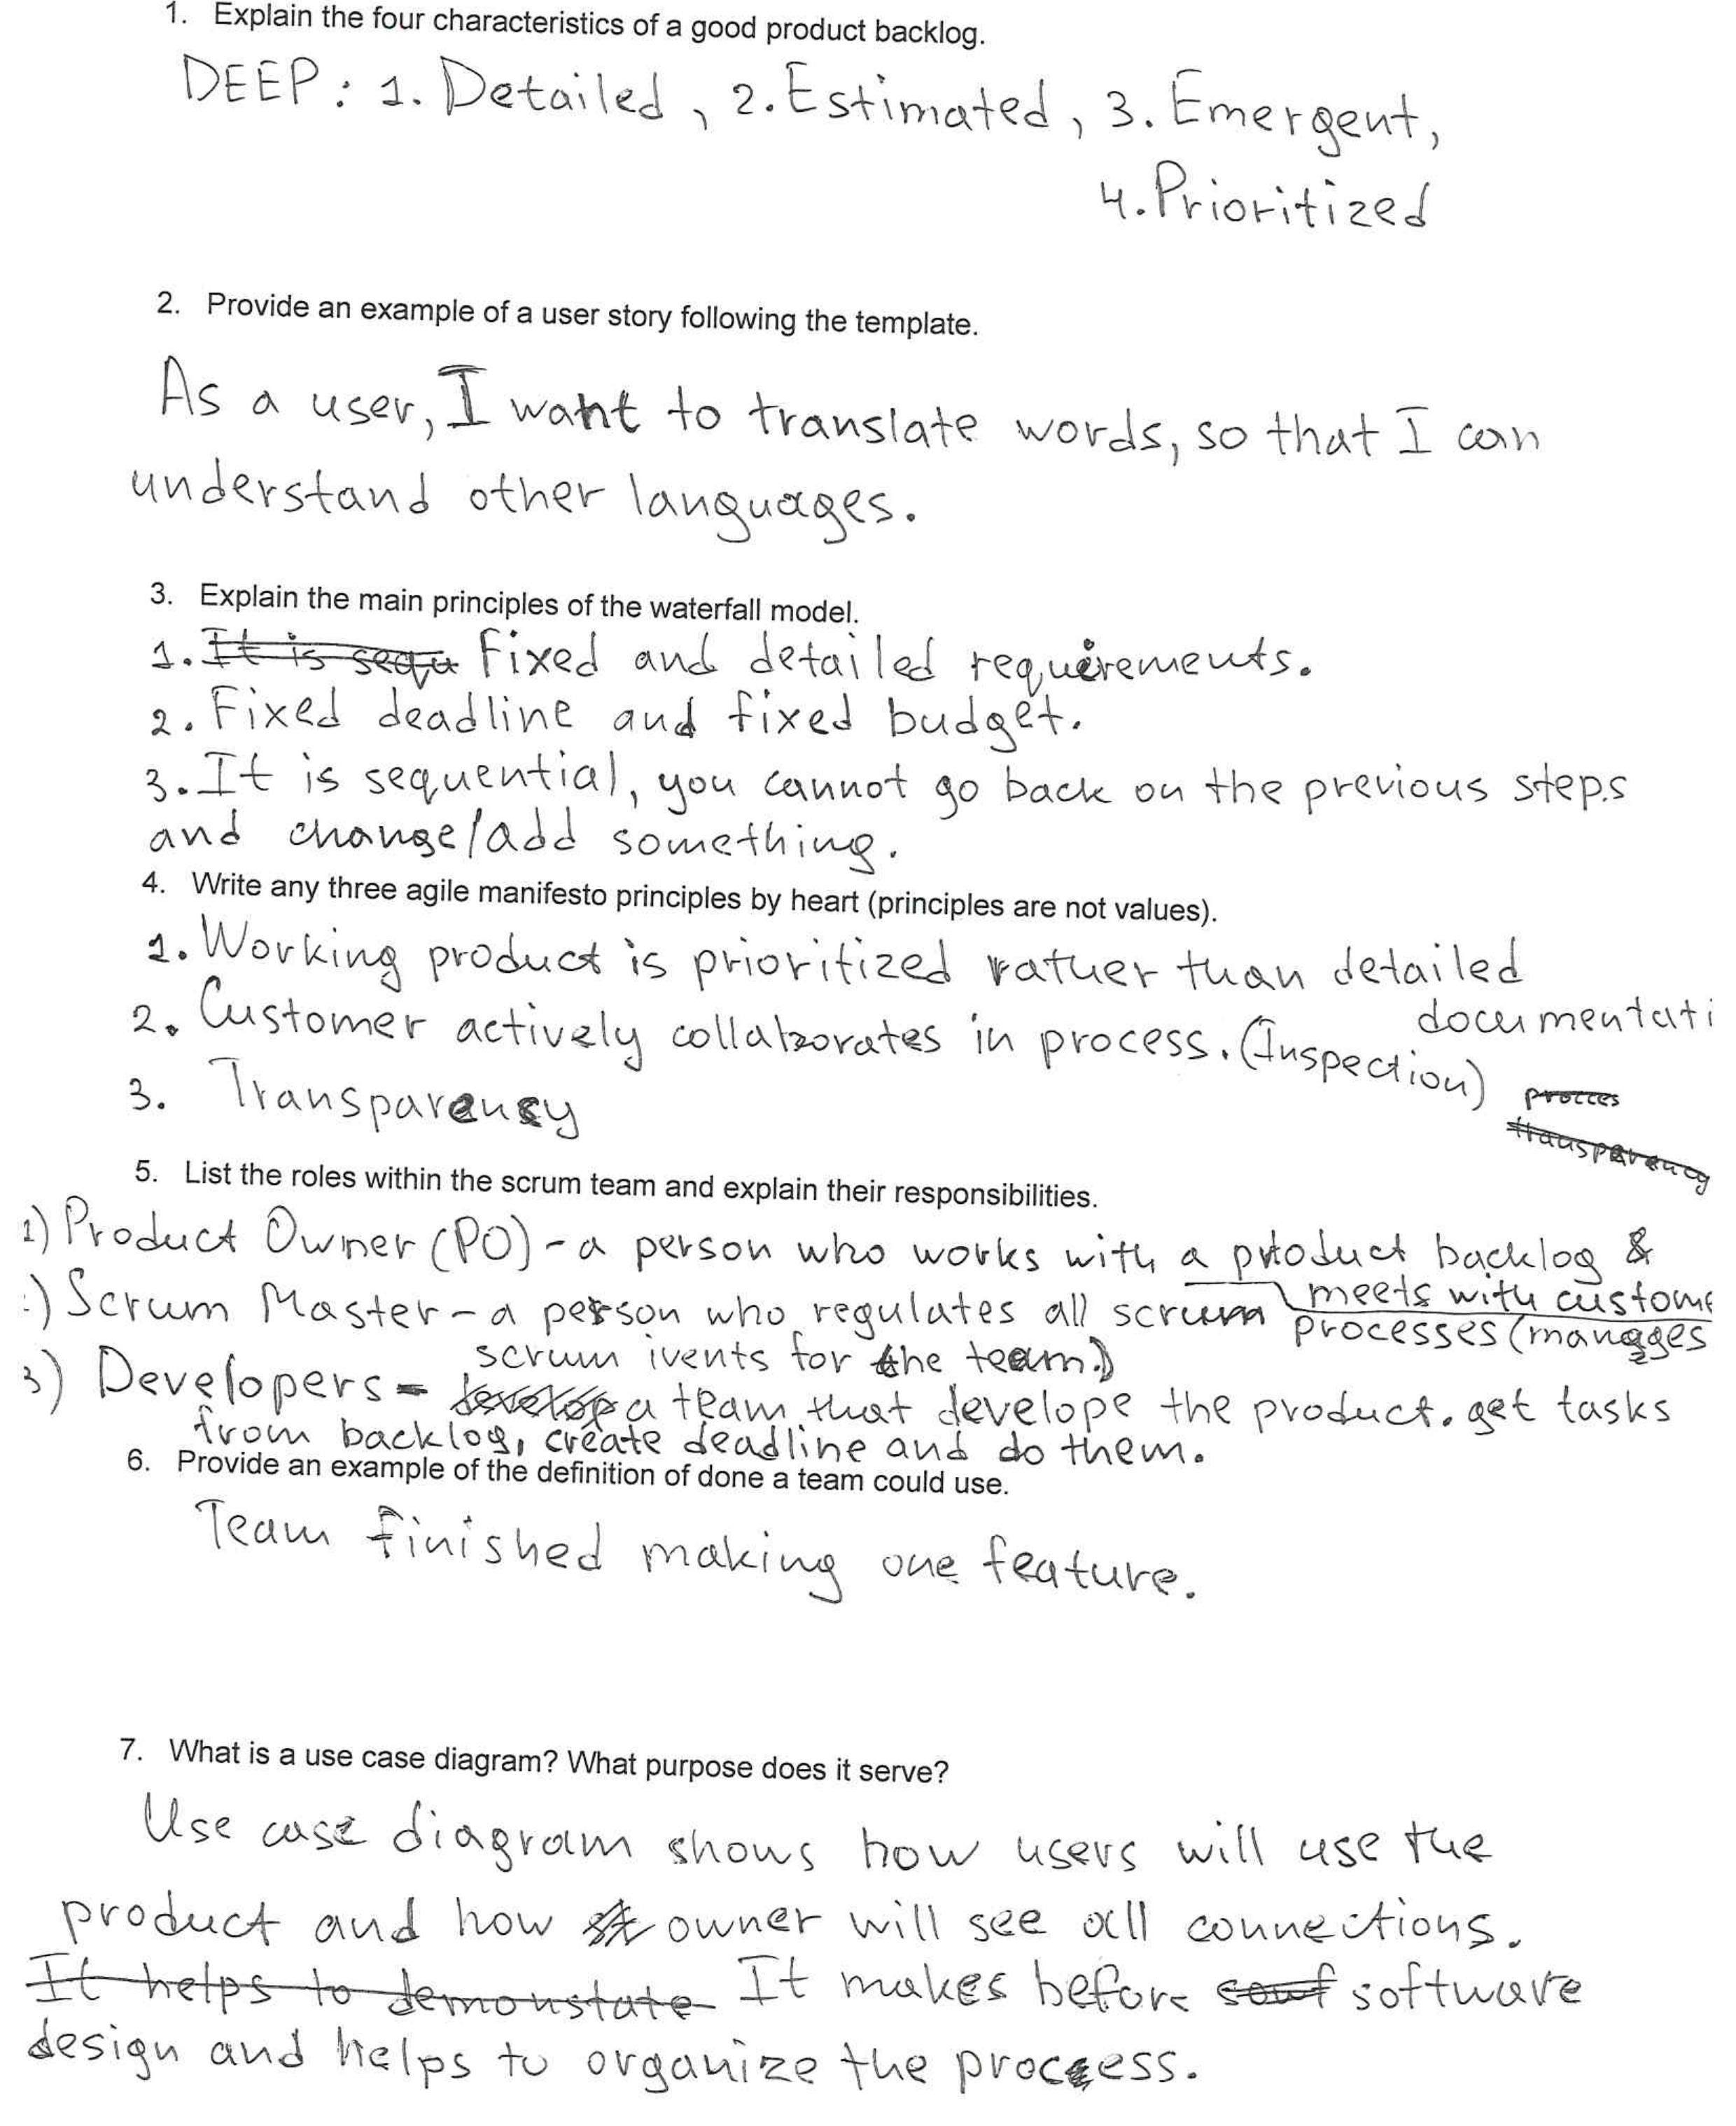 1. Explain the four characteristics of a good product backlog.
DEEP: 1. Detailed, 2. Estimated, 3. Emergent,
4. Prioritized
2. Provide an example of a user story following the template.
As a user, I want to translate words, so that I can
understand other languages.
3. Explain the main principles of the waterfall model.
1. It is sequ Fixed and detailed requirements.
2. Fixed deadline and fixed budget.
3. It is sequential, you cannot go back on the previous steps
and change/add something.
4. Write any three agile manifesto principles by heart (principles are not values).
1. Working product is prioritized rather than detailed
documentati
2. Customer actively collaborates in process. (Inspection)
3. Transparency
procces
transparency
5. List the roles within the scrum team and explain their responsibilities.
1) Product Owner (PO) - a person who works with a product backlog &
meets with custome
:) Scrum Master - a person who regulates all scrum processes (manages
scrum ivents for the team.)
3) Developers - develop a team that develope the product. get tasks
from backlog, create deadline and do them.
6. Provide an example of the definition of done a team could use.
Team finished making one feature.
7. What is a use case diagram? What purpose does it serve?
Use case diagram shows how users will use the
product and how owner will see all connections.
It helps to demonstate It makes before souf software
design and helps to organize the process.